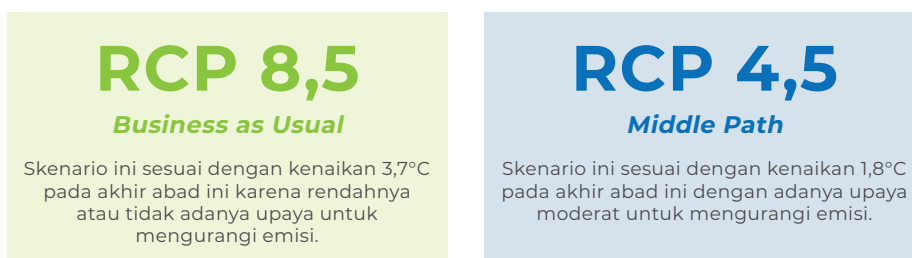 RCP 8,5
Business as Usual
Skenario ini sesuai dengan kenaikan 3,7°C
pada akhir abad ini karena rendahnya
atau tidak adanya upaya untuk
mengurangi emisi.
RCP 4,5
Middle Path
Skenario ini sesuai dengan kenaikan 1,8°C
pada akhir abad ini dengan adanya upaya
moderat untuk mengurangi emisi.